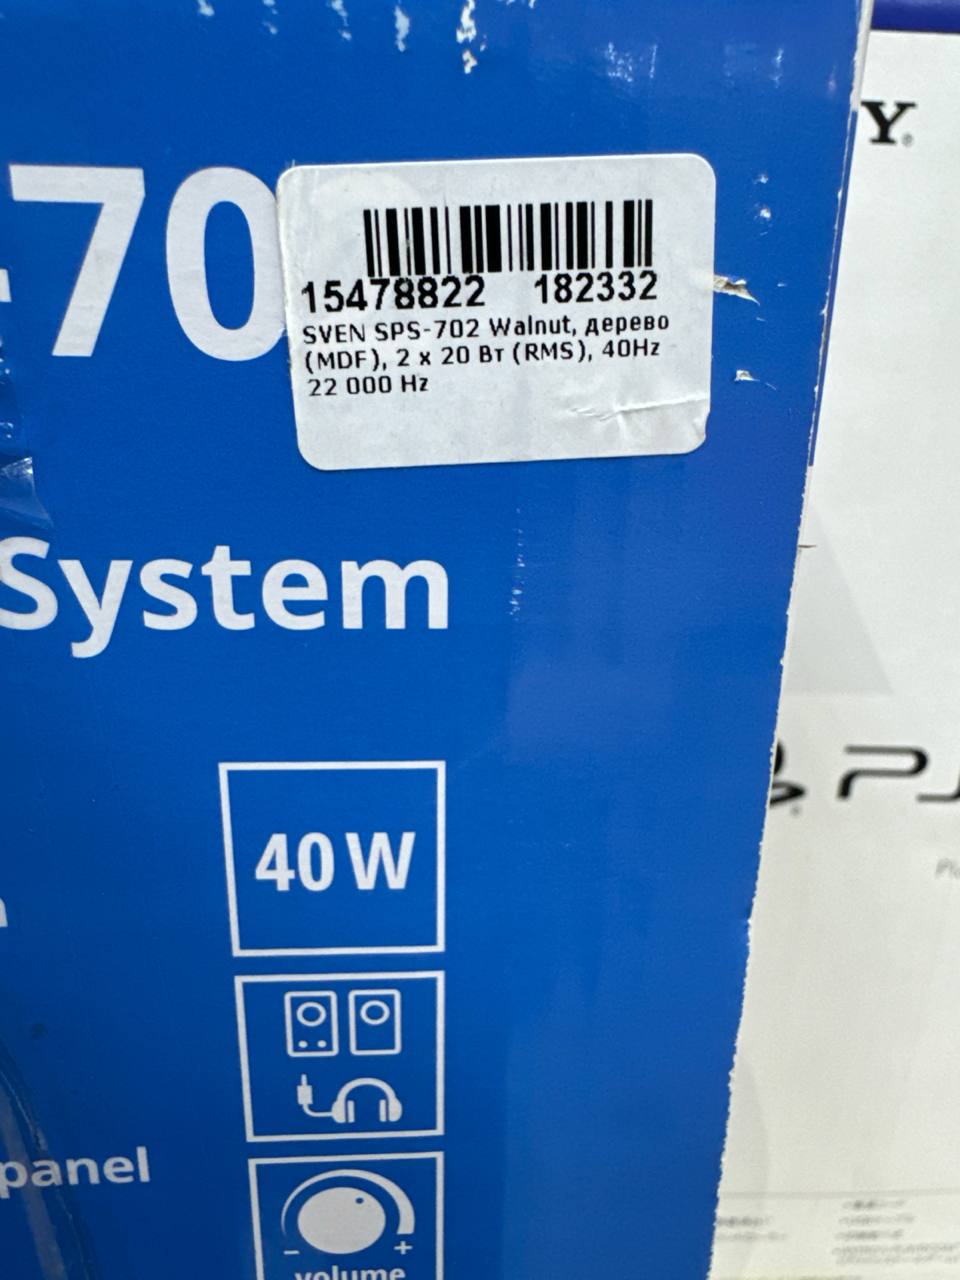 Y
-70
15478822 182332
SVEN SPS-702 Walnut, дерево
(MDF), 2 x 20 Вт (RMS), 40Hz
22 000 Hz
System
40 W
panel
- +
volume